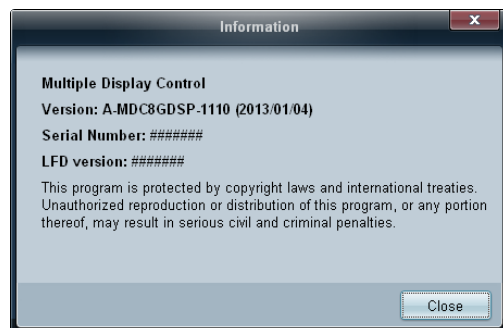 Information
x
Multiple Display Control
Version: A-MDC8GDSP-1110 (2013/01/04)
Serial Number: #######
LFD version: #######
This program is protected by copyright laws and international treaties.
Unauthorized reproduction or distribution of this program, or any portion
thereof, may result in serious civil and criminal penalties.
Close